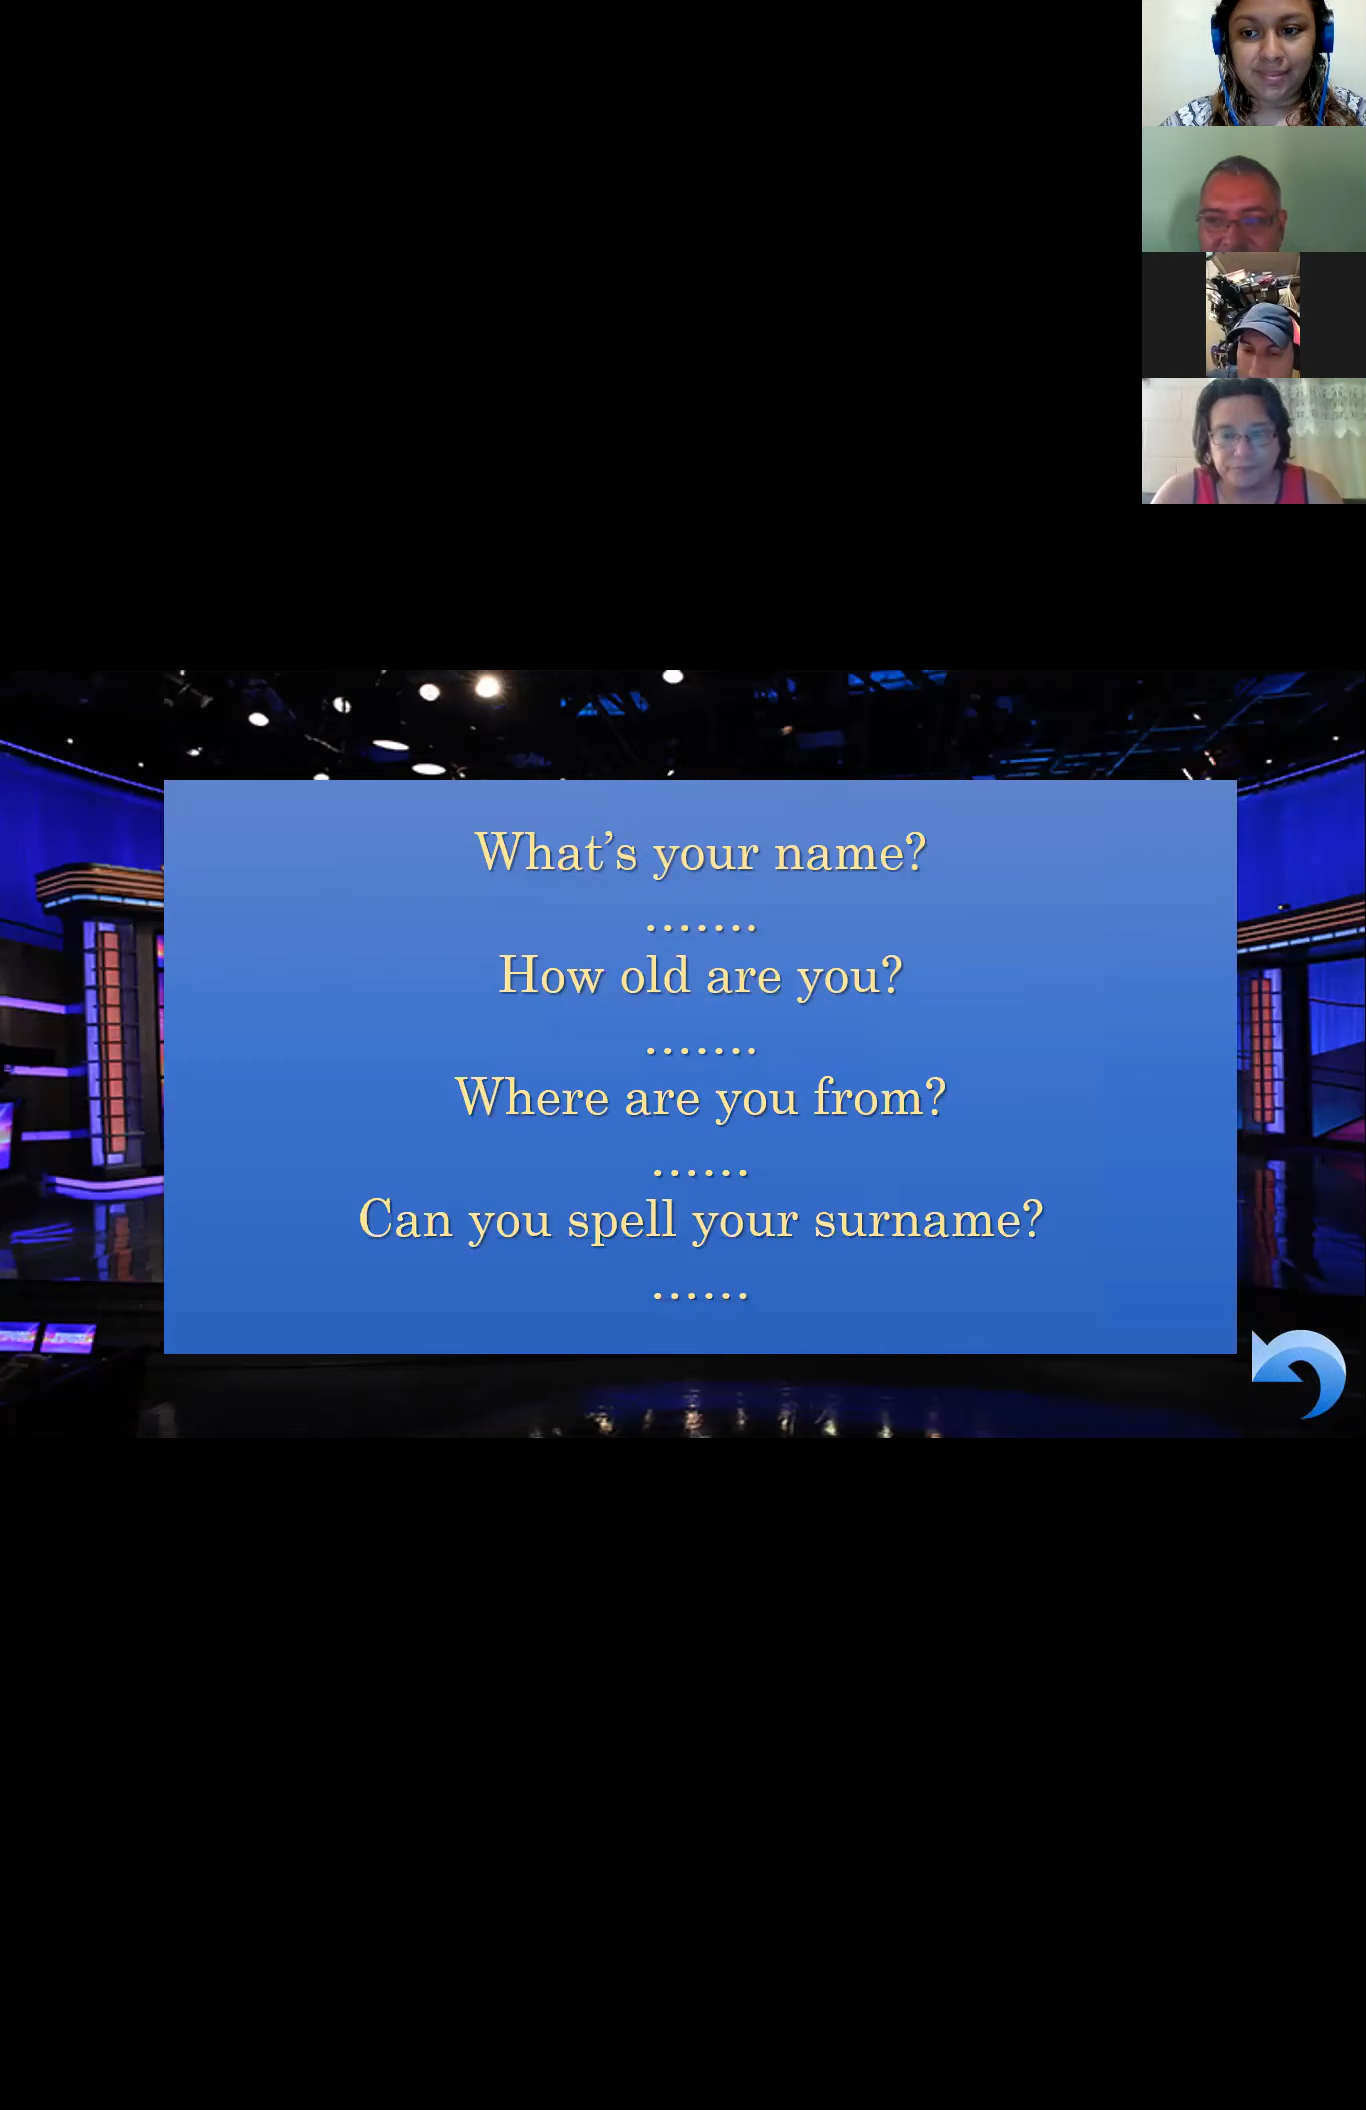 What’s your name?
.......
How old are you?
.......
Where are you from?
......
Can you spell your surname?
......